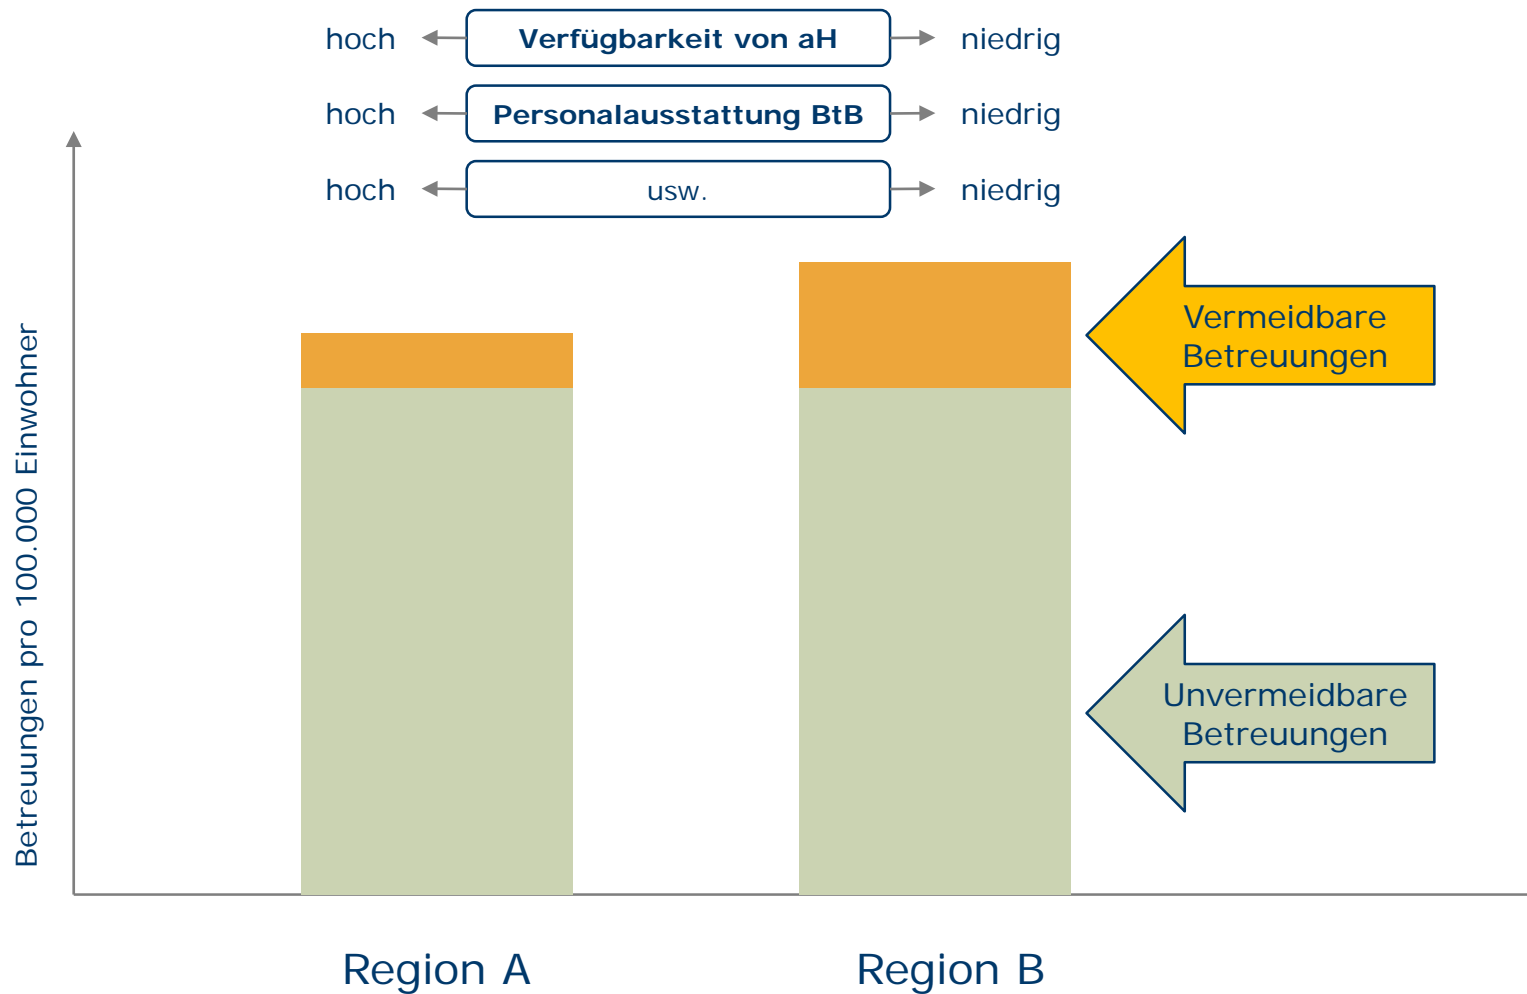 hoch Verfügbarkeit von aH niedrig
hoch Personalausstattung BtB niedrig
hoch usw. niedrig
Betreuungen pro 100.000 Einwohner
Vermeidbare
Betreuungen
Unvermeidbare
Betreuungen
Region A Region B